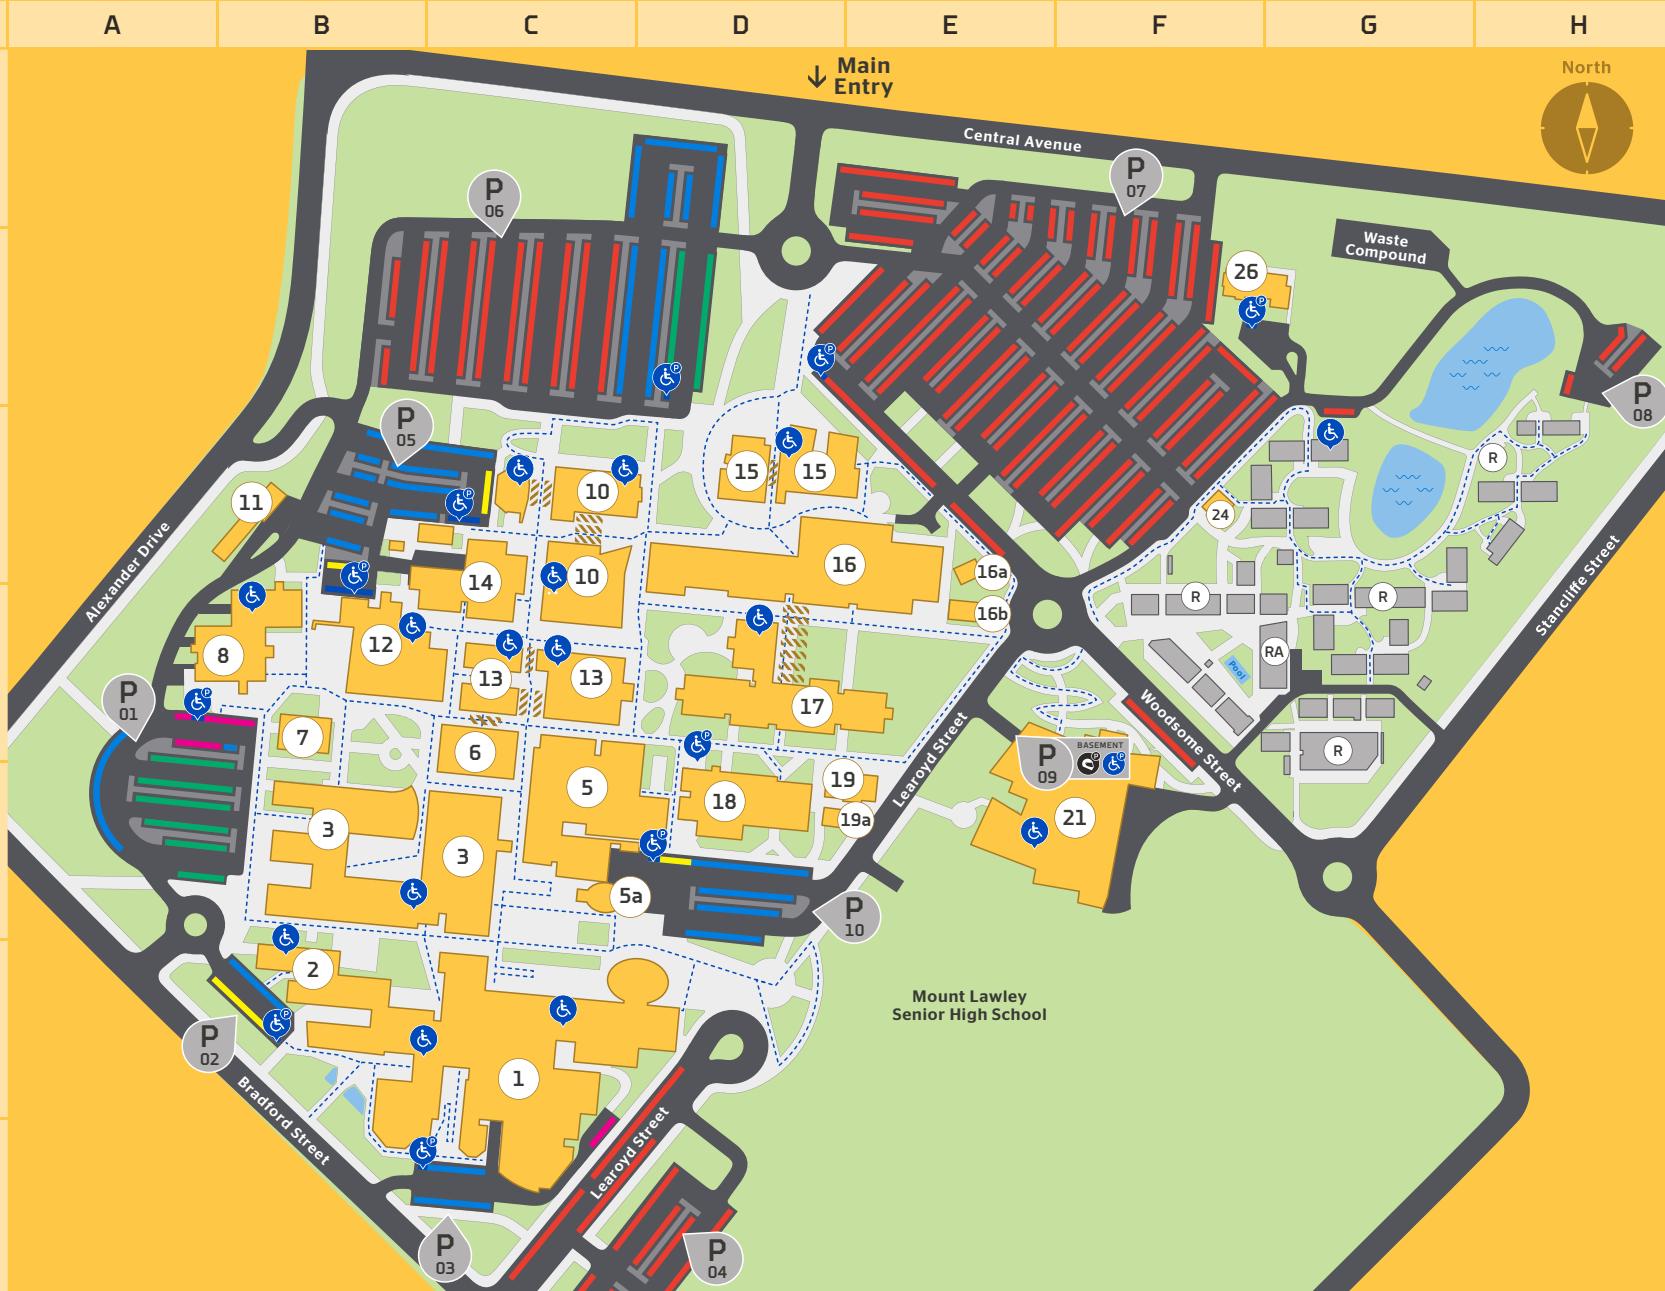 A B C D E F G H
↓ Main
Entry
North
Central Avenue
P
07
P
06
Waste
Compound
26
P
P
P
P
08
P
05
15
15
10
R
11
P
24
16
16a
14
10
P
R
R
16b
Alexander Drive
Stancliffe Street
12
8
RA
Pool
13
13
P
01
P
17
Woodsome Street
7
6
P
R
P
09
BASEMENT
Learoyd Street
19
5
18
21
19a
3
3
P
5a
P
10
2
Mount Lawley
Senior High School
P
P
02
1
Bradford Street
P
Learoyd Street
P
03
P
04